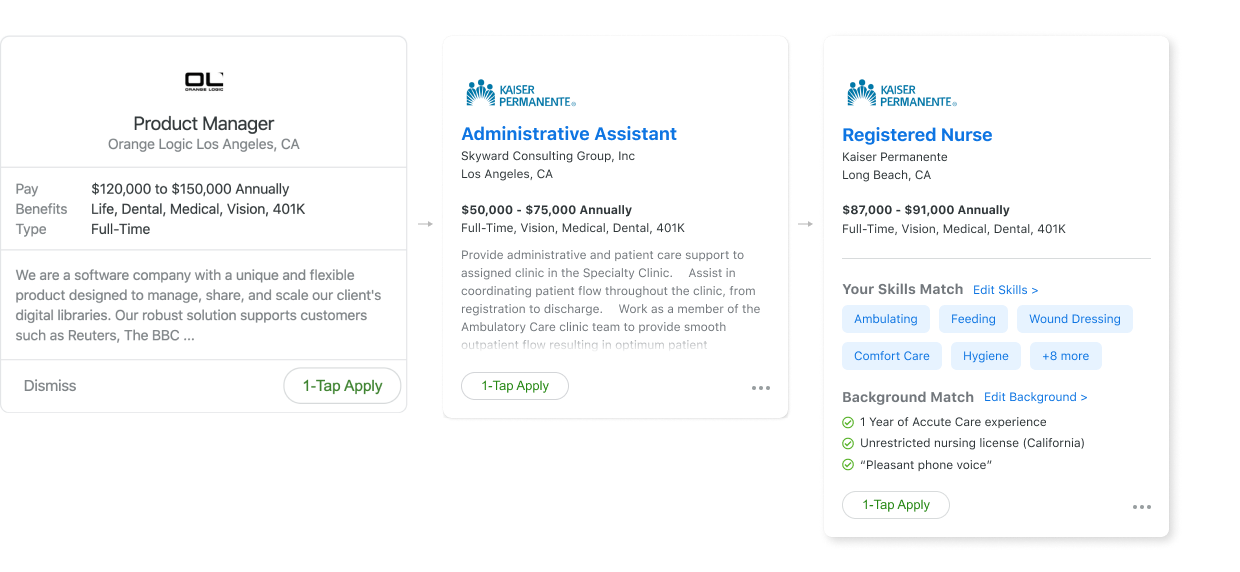 OL
ORANGE LOGIC
Product Manager
Orange Logic Los Angeles, CA
Pay $120,000 to $150,000 Annually
Benefits Life, Dental, Medical, Vision, 401K
Type Full-Time
We are a software company with a unique and flexible
product designed to manage, share, and scale our client's
digital libraries. Our robust solution supports customers
such as Reuters, The BBC ...
Dismiss 1-Tap Apply
KAISER
PERMANENTE®
Administrative Assistant
Skyward Consulting Group, Inc
Los Angeles, CA
$50,000 - $75,000 Annually
Full-Time, Vision, Medical, Dental, 401K
Provide administrative and patient care support to
assigned clinic in the Specialty Clinic. Assist in
coordinating patient flow throughout the clinic, from
registration to discharge. Work as a member of the
Ambulatory Care clinic team to provide smooth
outpatient flow resulting in optimum patient
1-Tap Apply
KAISER
PERMANENTE®
Registered Nurse
Kaiser Permanente
Long Beach, CA
$87,000 - $91,000 Annually
Full-Time, Vision, Medical, Dental, 401K
Your Skills Match Edit Skills >
Ambulating Feeding Wound Dressing
Comfort Care Hygiene +8 more
Background Match Edit Background >
1 Year of Accute Care experience
Unrestricted nursing license (California)
“Pleasant phone voice”
1-Tap Apply